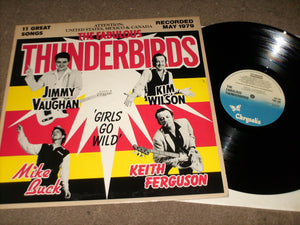 11 GREAT
SONGS
ATTENTION:
UNITED STATES, MEXICO & CANADA
RECORDED
MAY 1979
THE FABULOUS
THUNDERBIRDS
JIMMY
VAUGHAN
KIM
WILSON
'GIRLS
GO
WILD'
Mike
Buck
KEITH
FERGUSON
Chrysalis